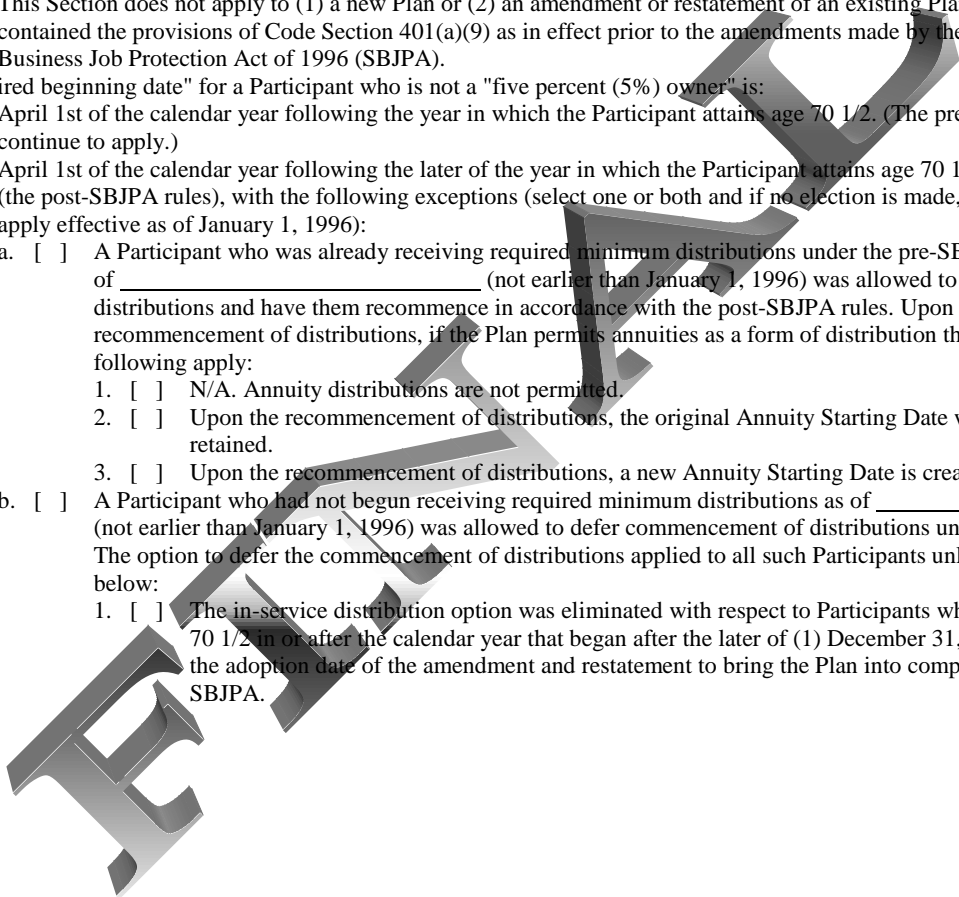 This Section does not apply to (1) a new Plan or (2) an amendment or restatement of an existing Plan
contained the provisions of Code Section 401(a)(9) as in effect prior to the amendments made by the
Business Job Protection Act of 1996 (SBJPA).
ired beginning date" for a Participant who is not a "five percent (5%) owner" is:
April 1st of the calendar year following the year in which the Participant attains age 70 1/2. (The pre
continue to apply.)
April 1st of the calendar year following the later of the year in which the Participant attains age 70 1
(the post-SBJPA rules), with the following exceptions (select one or both and if no election is made,
apply effective as of January 1, 1996):
a. [ ] A Participant who was already receiving required minimum distributions under the pre-SB
of ______________________________ (not earlier than January 1, 1996) was allowed to
distributions and have them recommence in accordance with the post-SBJPA rules. Upon
recommencement of distributions, if the Plan permits annuities as a form of distribution th
following apply:
1. [ ] N/A. Annuity distributions are not permitted.
2. [ ] Upon the recommencement of distributions, the original Annuity Starting Date w
retained.
3. [ ] Upon the recommencement of distributions, a new Annuity Starting Date is crea
b. [ ] A Participant who had not begun receiving required minimum distributions as of ________
(not earlier than January 1, 1996) was allowed to defer commencement of distributions un
The option to defer the commencement of distributions applied to all such Participants unl
below:
1. [ ] The in-service distribution option was eliminated with respect to Participants wh
70 1/2 in or after the calendar year that began after the later of (1) December 31,
the adoption date of the amendment and restatement to bring the Plan into comp
SBJPA.
FINAL